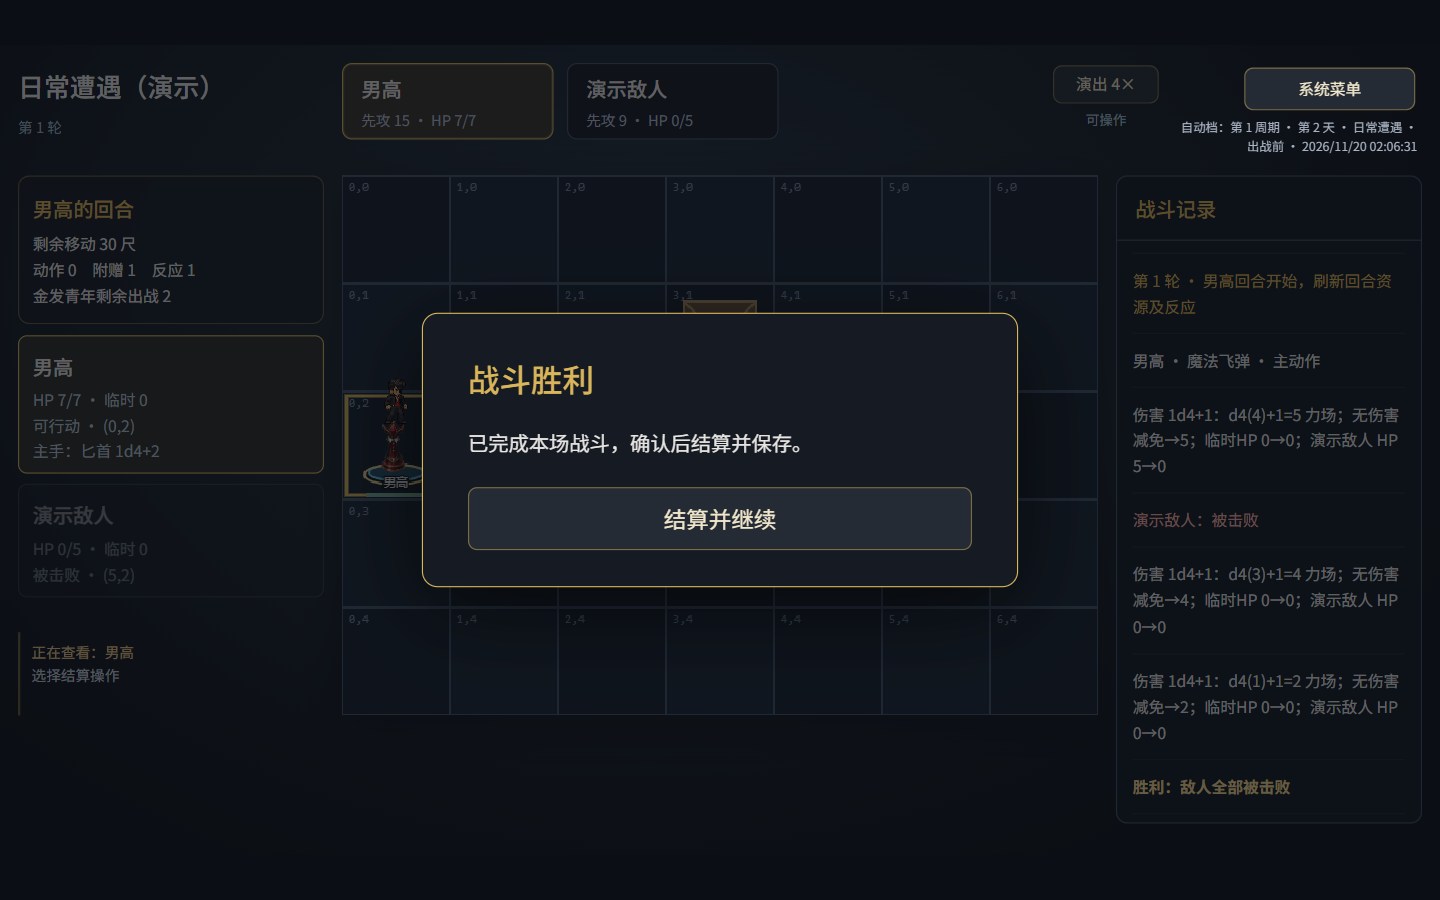 日常遭遇（演示）
第 1 轮
男高
先攻 15 · HP 7/7
演示敌人
先攻 9 · HP 0/5
演出 4×
可操作
系统菜单
自动档：第 1 周期 · 第 2 天 · 日常遭遇 ·
出战前 · 2026/11/20 02:06:31
男高的回合
剩余移动 30 尺
动作 0 附赠 1 反应 1
金发青年剩余出战 2
男高
HP 7/7 · 临时 0
可行动 · (0,2)
主手：匕首 1d4+2
演示敌人
HP 0/5 · 临时 0
被击败 · (5,2)
正在查看：男高
选择结算操作
0,0 1,0 2,0 3,0 4,0 5,0 6,0
0,1 1,1 2,1 3,1 4,1 5,1 6,1
0,2
男高
0,3
0,4 1,4 2,4 3,4 4,4 5,4 6,4
战斗胜利
已完成本场战斗，确认后结算并保存。
结算并继续
战斗记录
第 1 轮 · 男高回合开始，刷新回合资
源及反应
男高 · 魔法飞弹 · 主动作
伤害 1d4+1：d4(4)+1=5 力场；无伤害
减免→5；临时HP 0→0；演示敌人 HP
5→0
演示敌人：被击败
伤害 1d4+1：d4(3)+1=4 力场；无伤害
减免→4；临时HP 0→0；演示敌人 HP
0→0
伤害 1d4+1：d4(1)+1=2 力场；无伤害
减免→2；临时HP 0→0；演示敌人 HP
0→0
胜利：敌人全部被击败